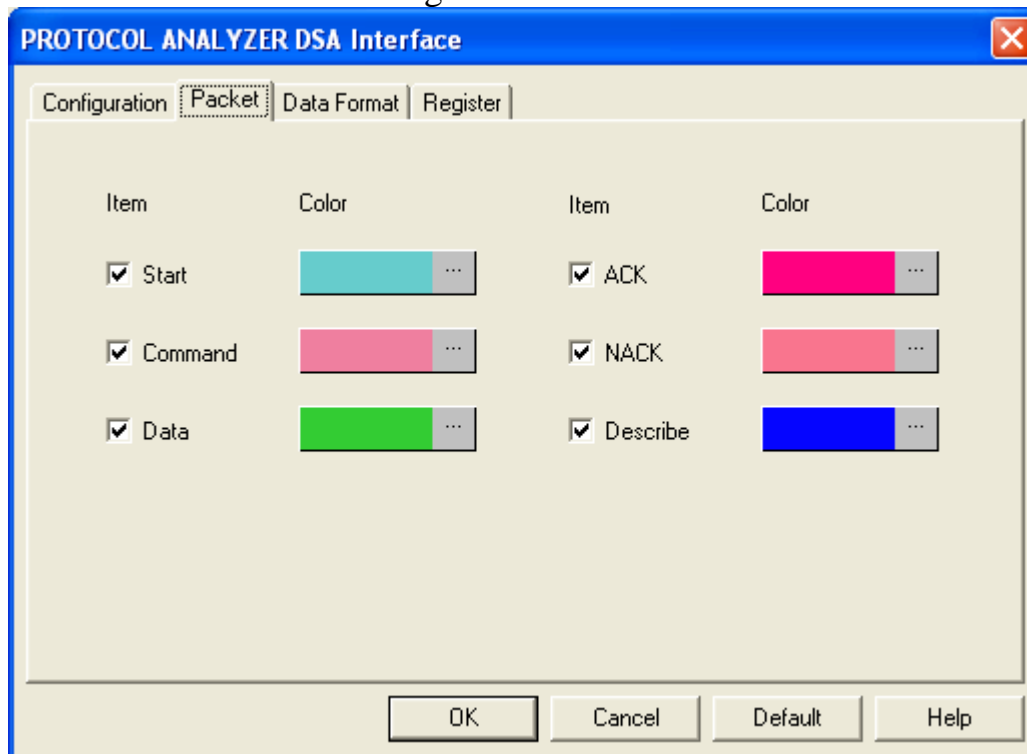 PROTOCOL ANALYZER DSA Interface
Configuration Packet Data Format Register
Item Color Item Color
Start ... ACK ...
Command ... NACK ...
Data ... Describe ...
OK Cancel Default Help